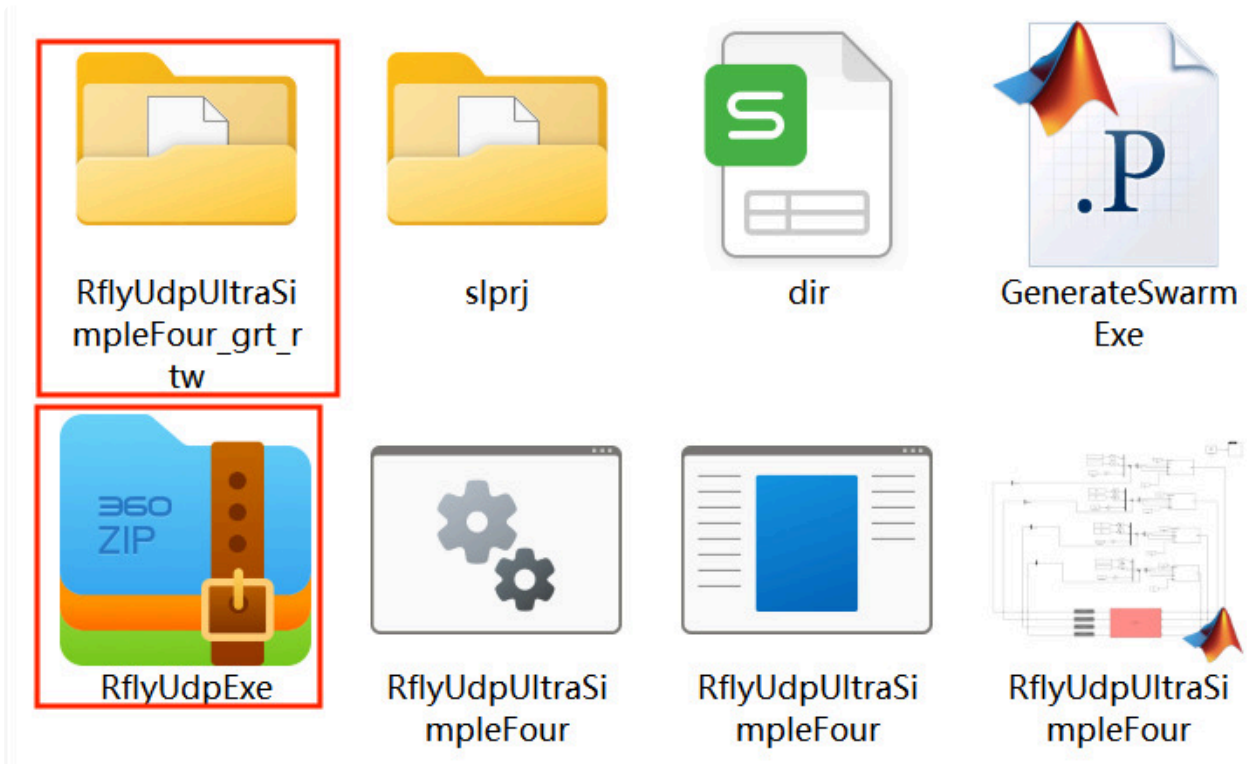 .P
RflyUdpUltraSi
mpleFour_grt_r
tw
slprj
dir
GenerateSwarm
Exe
360
ZIP
RflyUdpExe
RflyUdpUltraSi
mpleFour
RflyUdpUltraSi
mpleFour
RflyUdpUltraSi
mpleFour